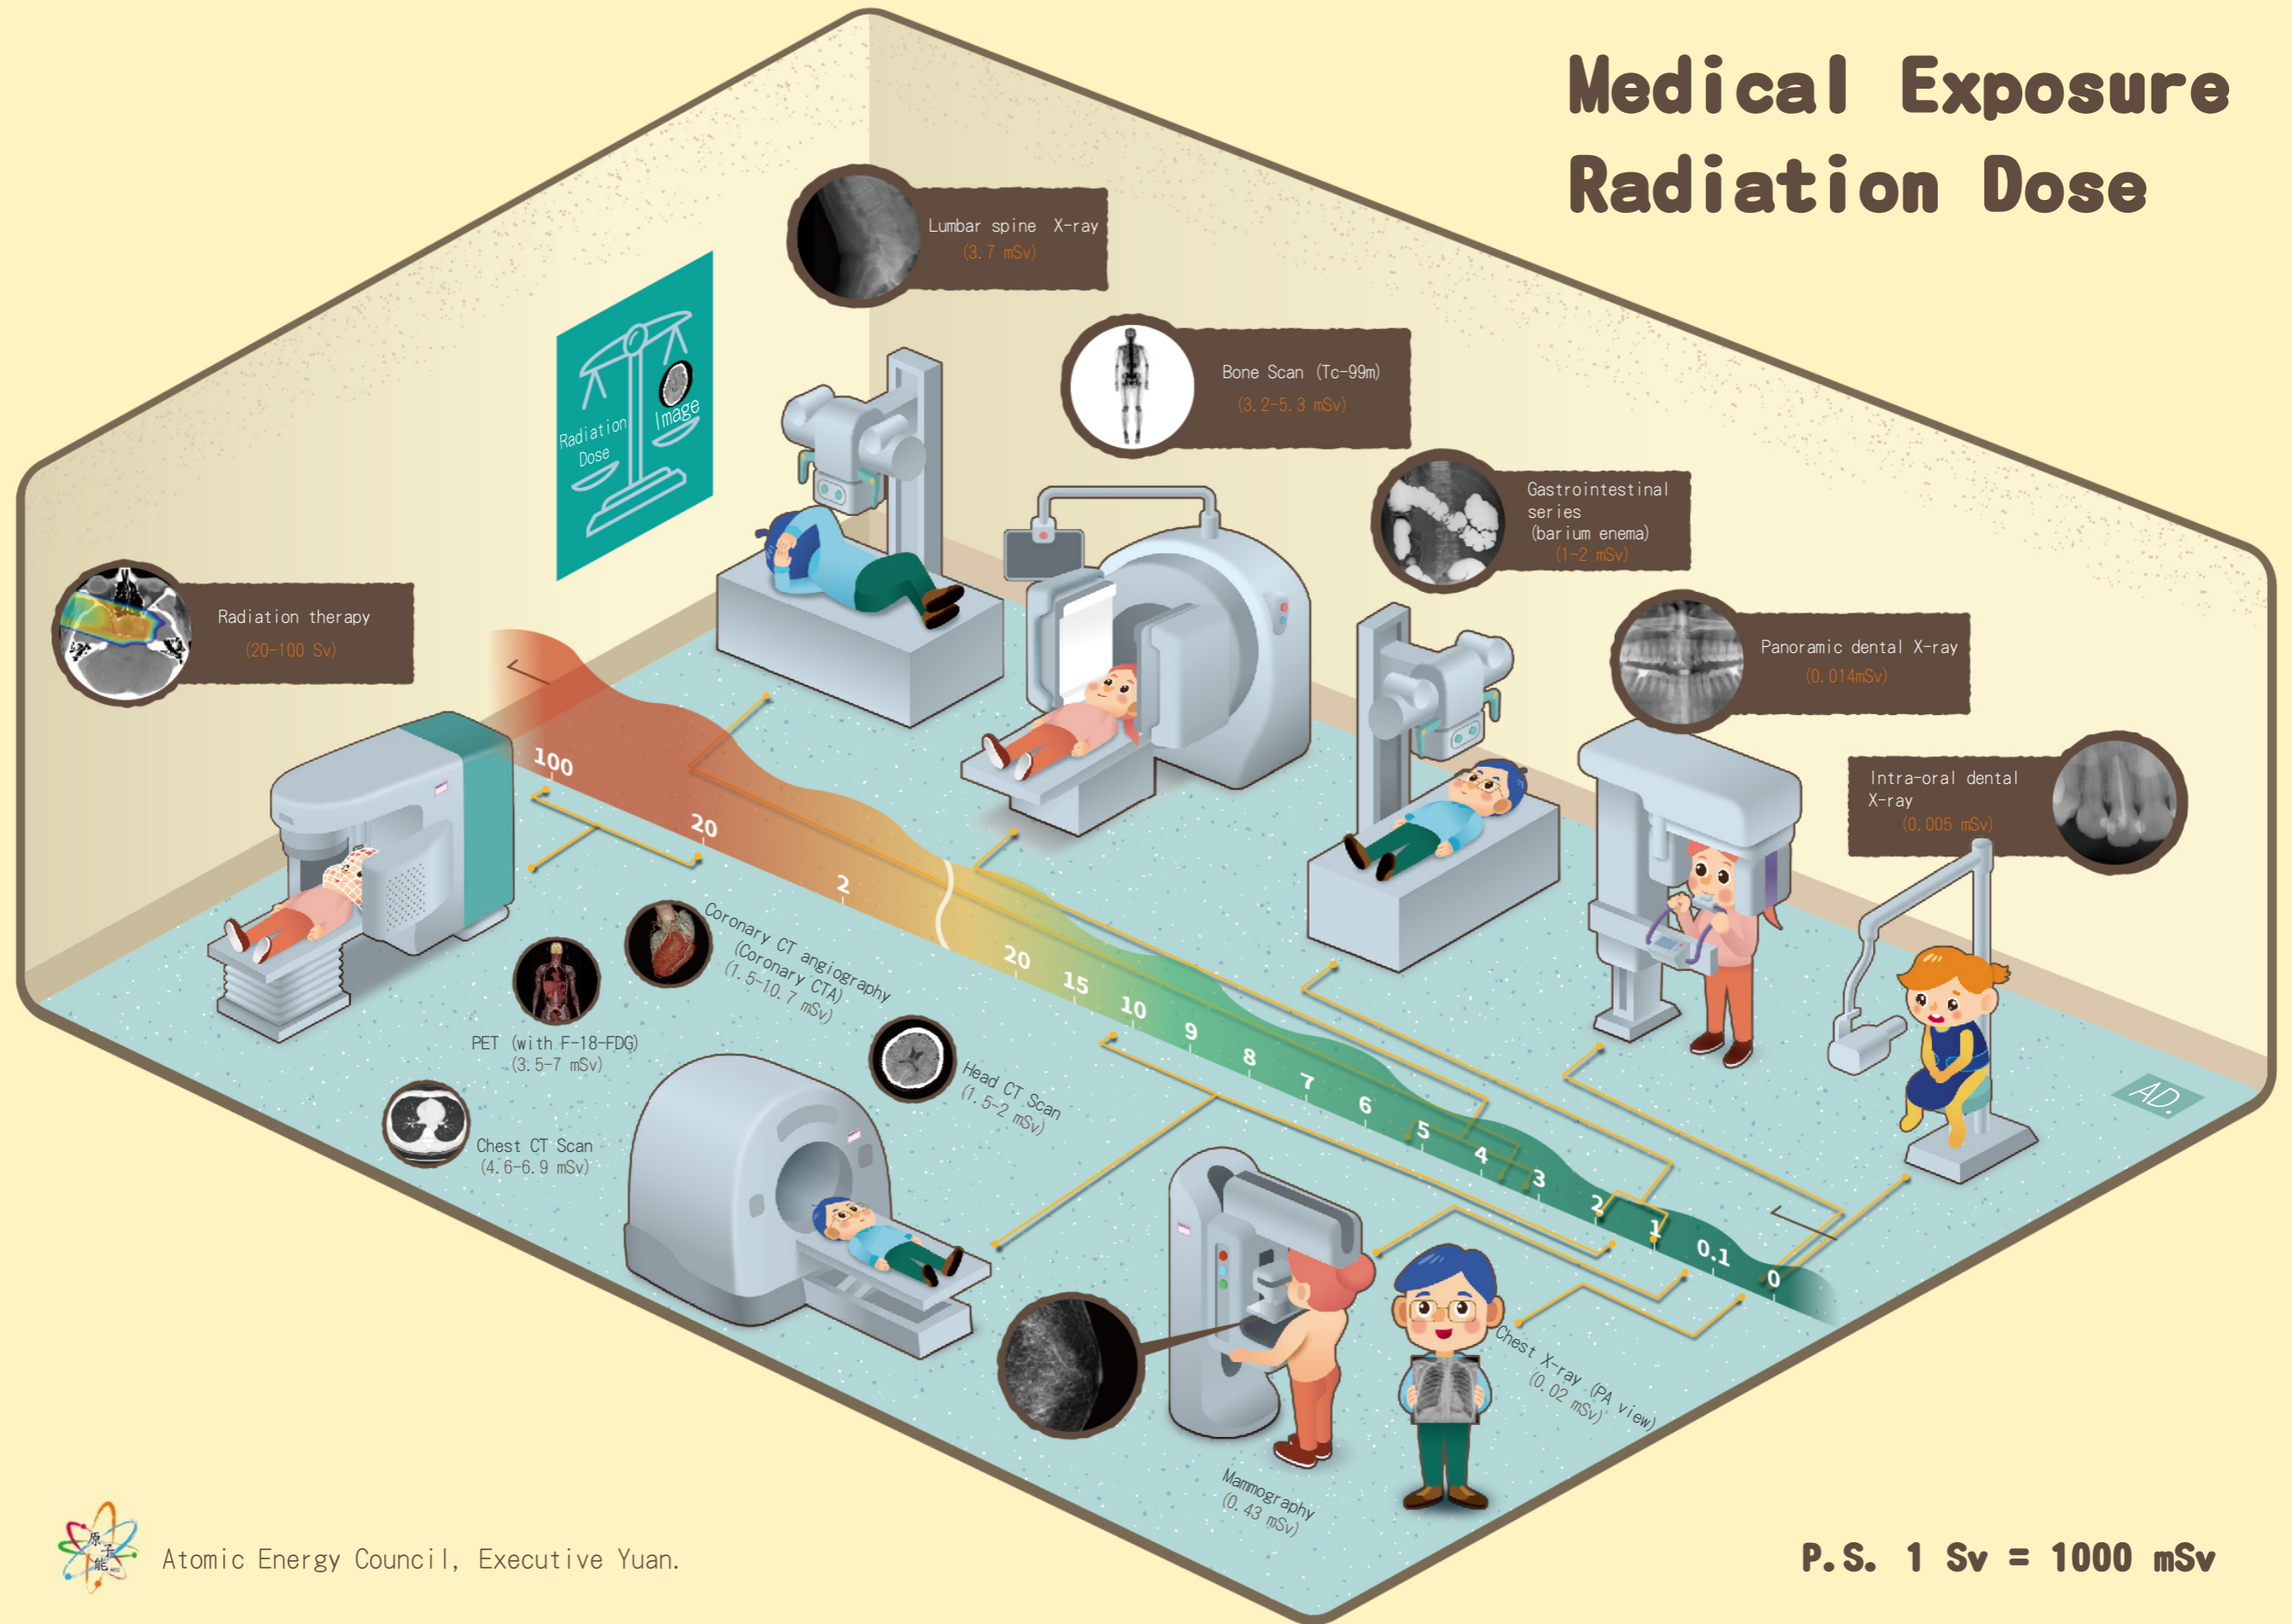 Medical Exposure
Radiation Dose
Lumbar spine X-ray
(3.7 mSv)
Bone Scan (Tc-99m)
(3.2-5.3 mSv)
Radiation
Dose
Image
Gastrointestinal
series
(barium enema)
(1-2 mSv)
Radiation therapy
(20-100 Sv)
Panoramic dental X-ray
(0.014mSv)
Intra-oral dental
X-ray
(0.005 mSv)
100
20
2
20
15
10
9
8
7
6
5
4
3
2
1
0.1
0
Coronary CT angiography
(Coronary CTA)
(1.5-10.7 mSv)
PET (with F-18-FDG)
(3.5-7 mSv)
Head CT Scan
(1.5-2 mSv)
Chest CT Scan
(4.6-6.9 mSv)
AD.
Chest X-ray (PA view)
(0.02 mSv)
Mammography
(0.43 mSv)
原子能
Atomic Energy Council, Executive Yuan.
P.S. 1 Sv = 1000 mSv